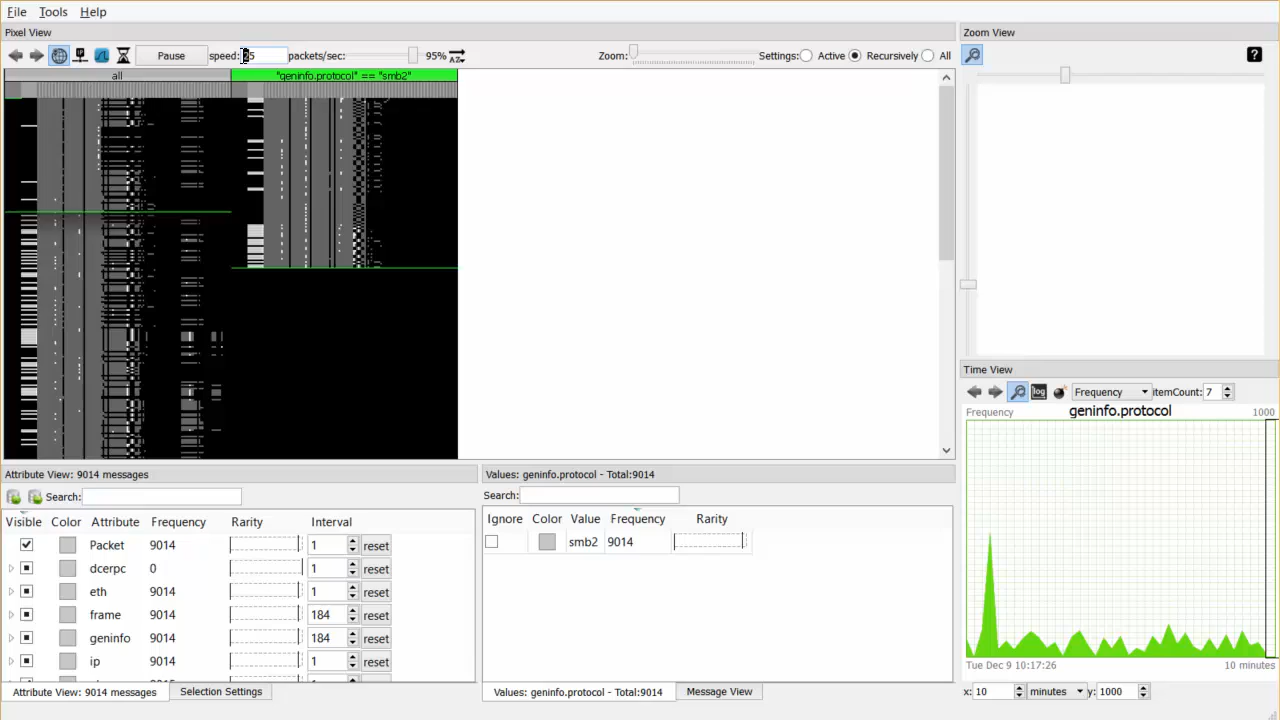 File Tools Help
Pixel View
Pause speed: 25 packets/sec: 95% Zoom: Settings: Active Recursively All
all "geninfo.protocol" == "smb2"
Zoom View
?
Time View
log Frequency itemCount: 7
Frequency geninfo.protocol 1000
Tue Dec 9 10:17:26 10 minutes
x: 10 minutes y: 1000
Attribute View: 9014 messages
Search:
Visible Color Attribute Frequency Rarity Interval
Packet 9014 1 reset
dcerpc 0 1 reset
eth 9014 1 reset
frame 9014 184 reset
geninfo 9014 184 reset
ip 9014 1 reset
Attribute View: 9014 messages Selection Settings
Values: geninfo.protocol - Total:9014
Search:
Ignore Color Value Frequency Rarity
smb2 9014
Values: geninfo.protocol - Total:9014 Message View